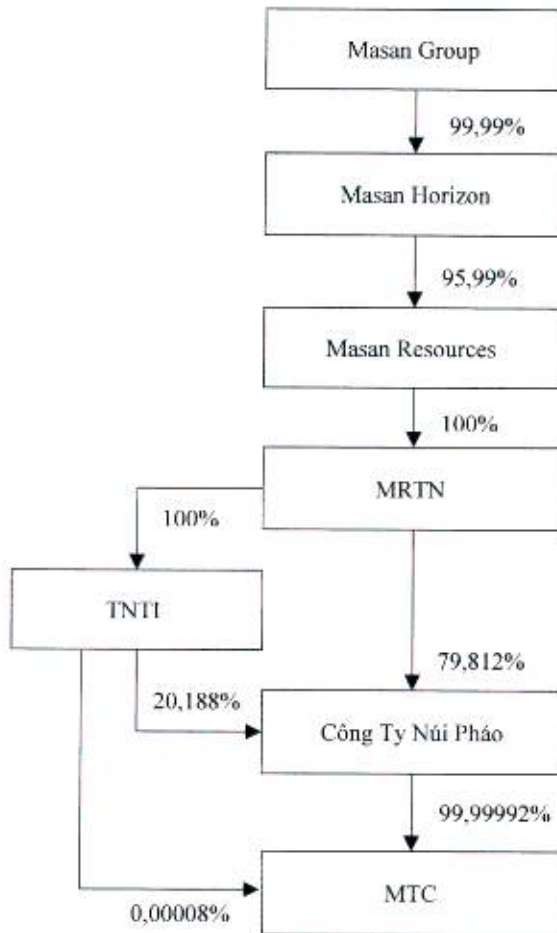 Masan Group
99,99%
Masan Horizon
95,99%
Masan Resources
100%
MRTN
100%
TNTI
79,812%
20,188%
Công Ty Núi Pháo
99,99992%
MTC
0,00008%